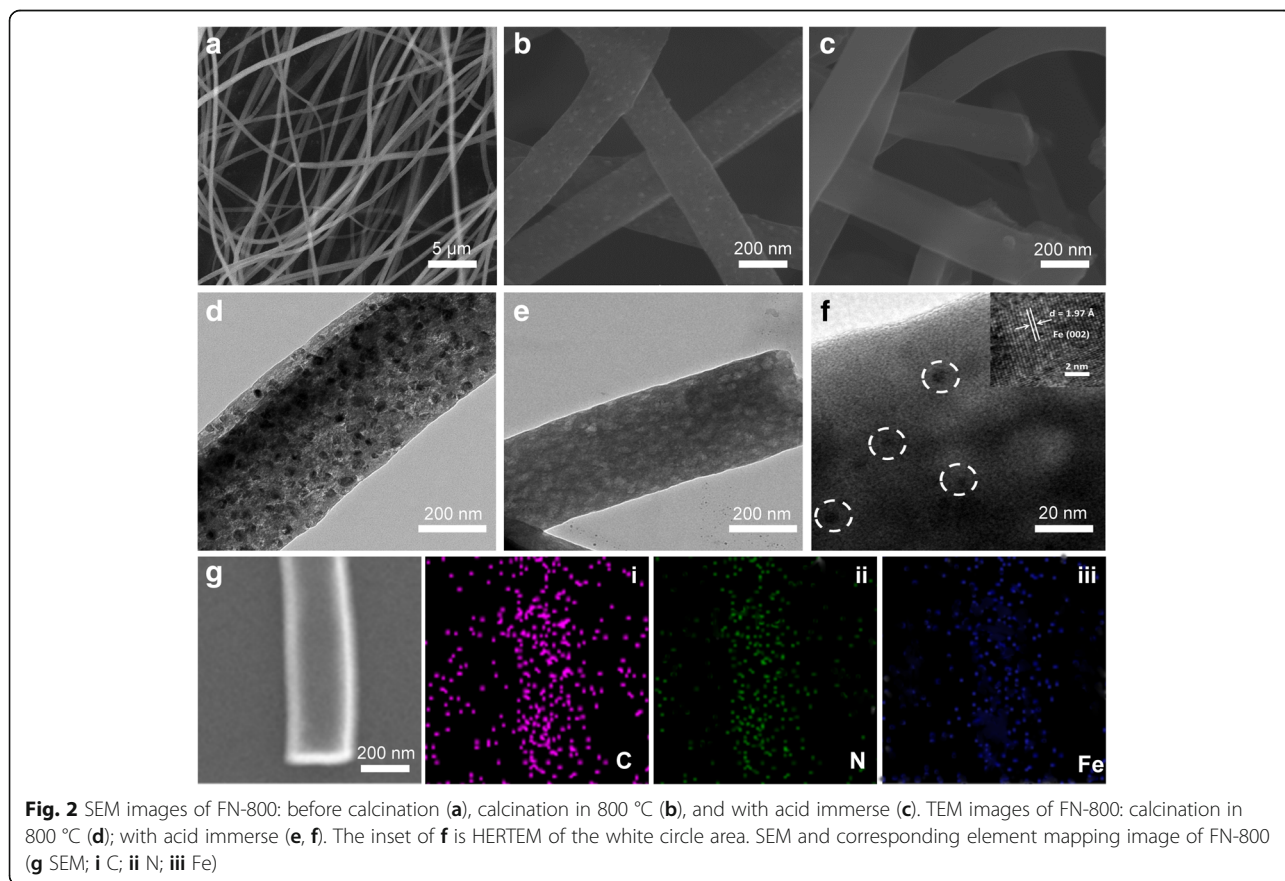 a
b
c
5 μm
200 nm
200 nm
d
e
f
d = 1.97 Å
Fe (002)
2 nm
200 nm
200 nm
20 nm
g
i
ii
iii
200 nm
C
N
Fe
Fig. 2 SEM images of FN-800: before calcination (a), calcination in 800 °C (b), and with acid immerse (c). TEM images of FN-800: calcination in
800 °C (d); with acid immerse (e, f). The inset of f is HERTEM of the white circle area. SEM and corresponding element mapping image of FN-800
(g SEM; i C; ii N; iii Fe)